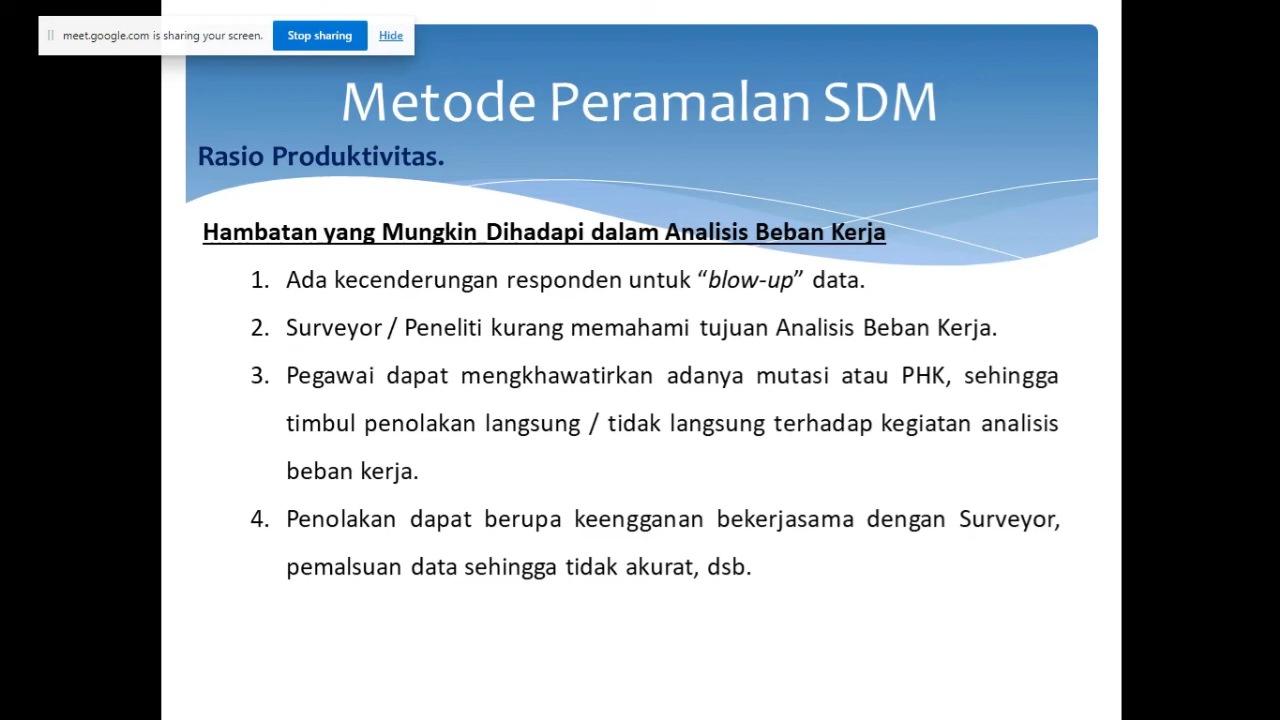 meet.google.com is sharing your screen. Stop sharing Hide
Metode Peramalan SDM
Rasio Produktivitas.
Hambatan yang Mungkin Dihadapi dalam Analisis Beban Kerja
1. Ada kecenderungan responden untuk “blow-up” data.
2. Surveyor / Peneliti kurang memahami tujuan Analisis Beban Kerja.
3. Pegawai dapat mengkhawatirkan adanya mutasi atau PHK, sehingga
timbul penolakan langsung / tidak langsung terhadap kegiatan analisis
beban kerja.
4. Penolakan dapat berupa keengganan bekerjasama dengan Surveyor,
pemalsuan data sehingga tidak akurat, dsb.